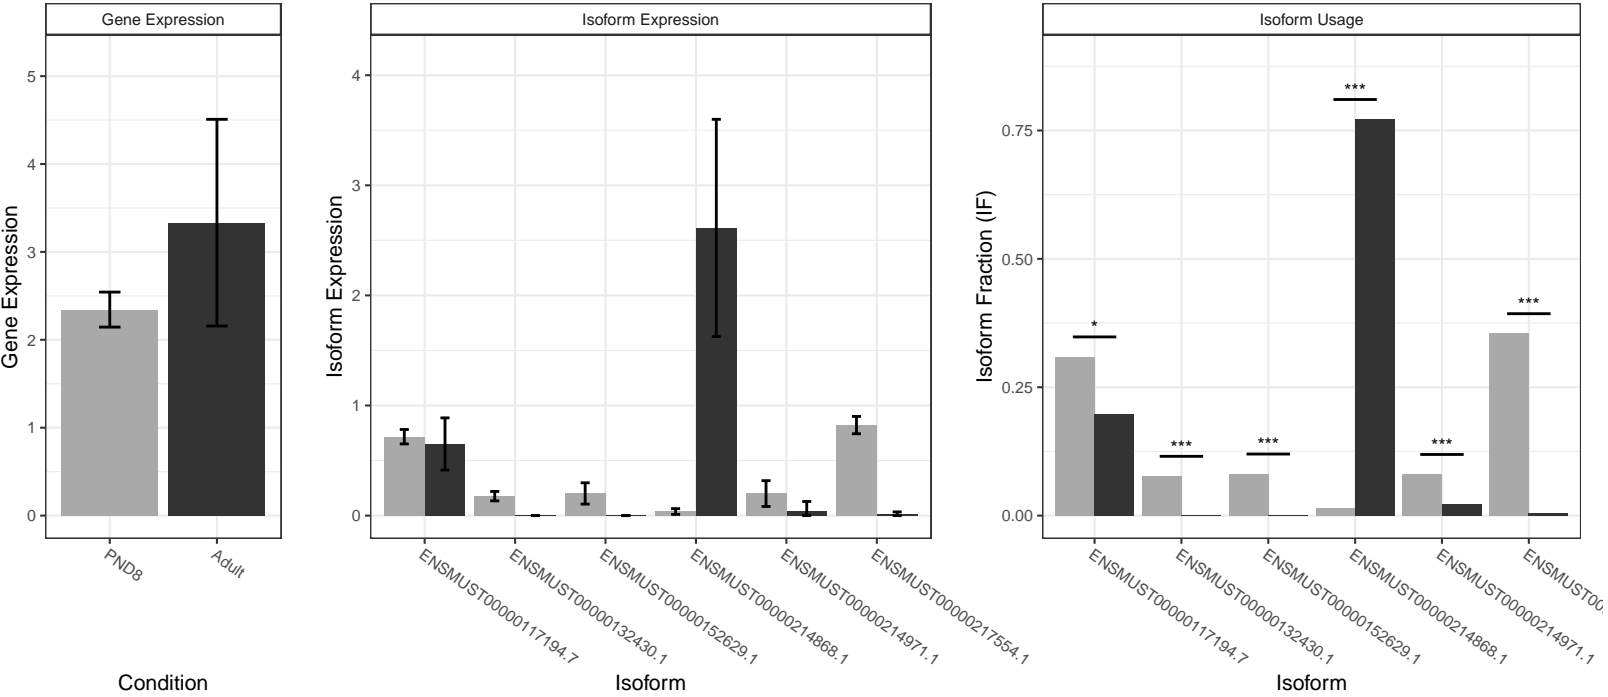 Gene Expression
Isoform Expression
Isoform Usage
Gene Expression
5
4
3
2
1
0
PND8
Adult
Condition
Isoform Expression
4
3
2
1
0
ENSMUST00000117194.7
ENSMUST00000132430.1
ENSMUST00000152629.1
ENSMUST00000214868.1
ENSMUST00000214971.1
ENSMUST00000217554.1
Isoform
Isoform Fraction (IF)
0.75
0.50
0.25
0.00
*
***
***
***
***
***
ENSMUST00000117194.7
ENSMUST00000132430.1
ENSMUST00000152629.1
ENSMUST00000214868.1
ENSMUST00000214971.1
Isoform